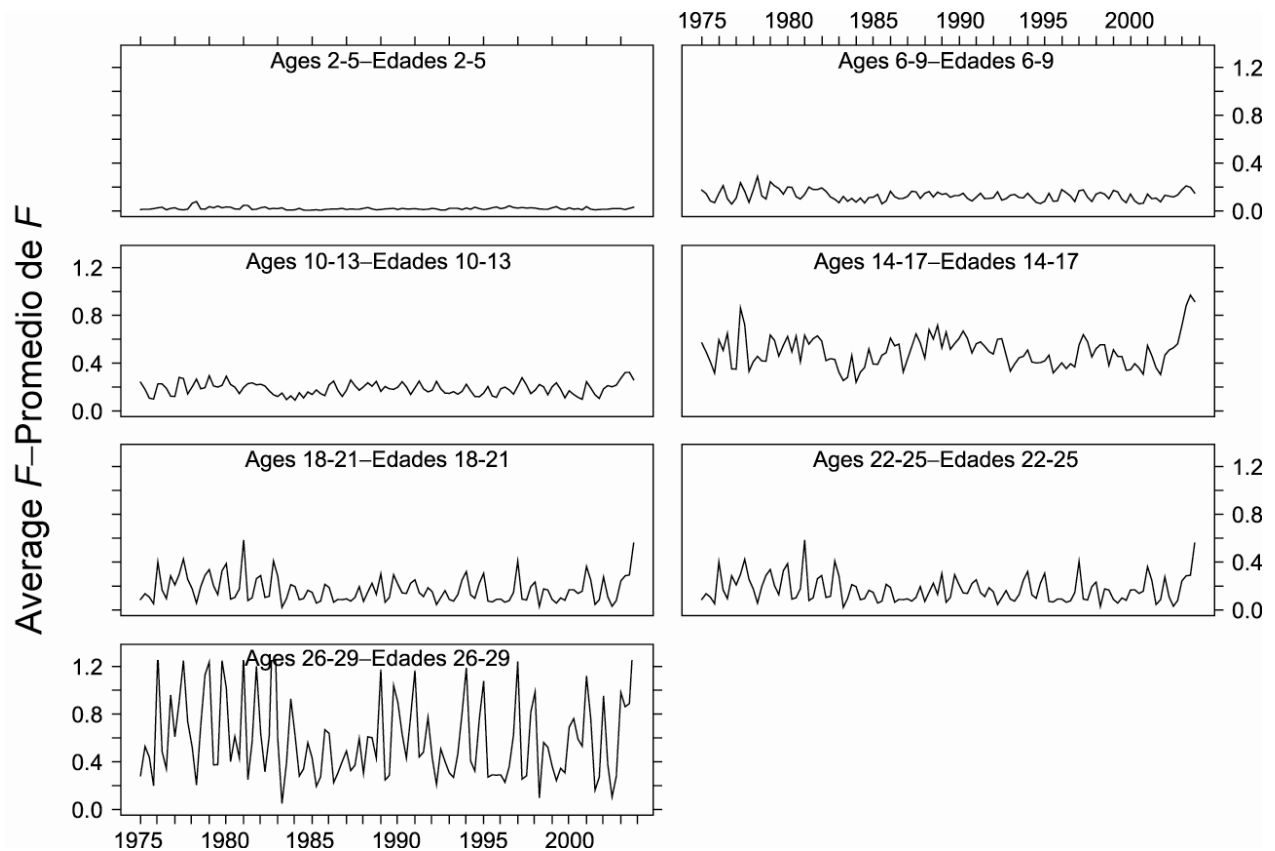 1975 1980 1985 1990 1995 2000
Average F–Promedio de F
Ages 2-5–Edades 2-5
Ages 6-9–Edades 6-9
1.2
0.8
0.4
0.0
Ages 10-13–Edades 10-13
1.2
0.8
0.4
0.0
Ages 14-17–Edades 14-17
Ages 18-21–Edades 18-21
Ages 22-25–Edades 22-25
1.2
0.8
0.4
0.0
Ages 26-29–Edades 26-29
1.2
0.8
0.4
0.0
1975 1980 1985 1990 1995 2000